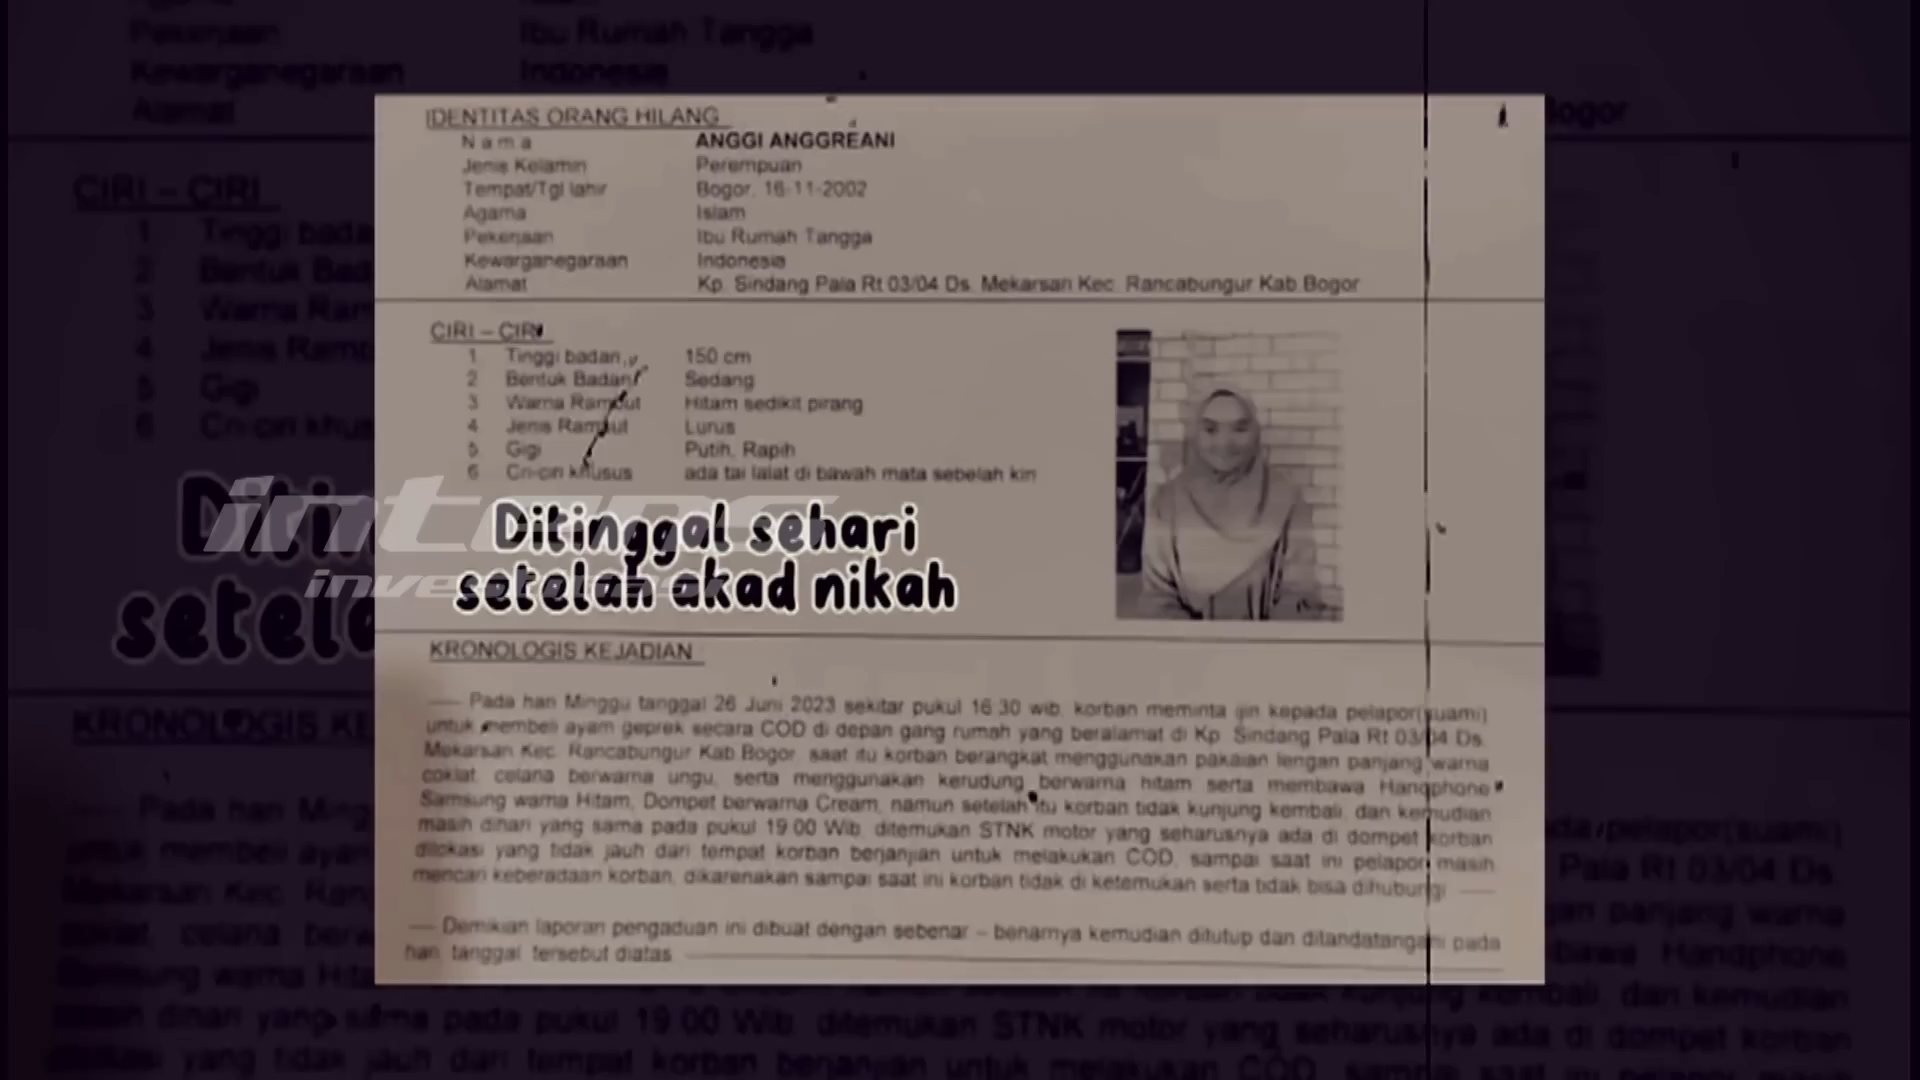 IDENTITAS ORANG HILANG
Nama ANGGI ANGGREANI
Jenis Kelamin Perempuan
Tempat/Tgl lahir Bogor, 16-11-2002
Agama Islam
Pekerjaan Ibu Rumah Tangga
Kewarganegaraan Indonesia
Alamat Kp. Sindang Pala Rt 03/04 Ds. Mekarsari Kec. Rancabungur Kab Bogor
CIRI – CIRI
1 Tinggi badan 150 cm
2 Bentuk Badan Sedang
3 Warna Rambut Hitam sedikit pirang
4 Jenis Rambut Lurus
5 Gigi Putih, Rapih
6 Ciri-ciri khusus ada tai lalat di bawah mata sebelah kiri
Ditinggal sehari
setelah akad nikah
KRONOLOGIS KEJADIAN
---- Pada hari Minggu tanggal 26 Juni 2023 sekitar pukul 16:30 wib, korban meminta ijin kepada pelapor(suami)
untuk membeli ayam geprek secara COD di depan gang rumah yang beralamat di Kp. Sindang Pala Rt 03/04 Ds.
Mekarsari Kec. Rancabungur Kab.Bogor, saat itu korban berangkat menggunakan pakaian lengan panjang warna
coklat, celana berwarna ungu, serta menggunakan kerudung berwarna hitam serta membawa Handphone
Samsung warna Hitam, Dompet berwarna Cream, namun setelah itu korban tidak kunjung kembali, dan kemudian
masih dihari yang sama pada pukul 19.00 Wib, ditemukan STNK motor yang seharusnya ada di dompet korban
dilokasi yang tidak jauh dari tempat korban berjanjian untuk melakukan COD, sampai saat ini pelapor masih
mencari keberadaan korban, dikarenakan sampai saat ini korban tidak di ketemukan serta tidak bisa dihubungi ----
---- Demikian laporan pengaduan ini dibuat dengan sebenar – benarnya kemudian ditutup dan ditandatangani pada
hari, tanggal tersebut diatas
intens
investigasi